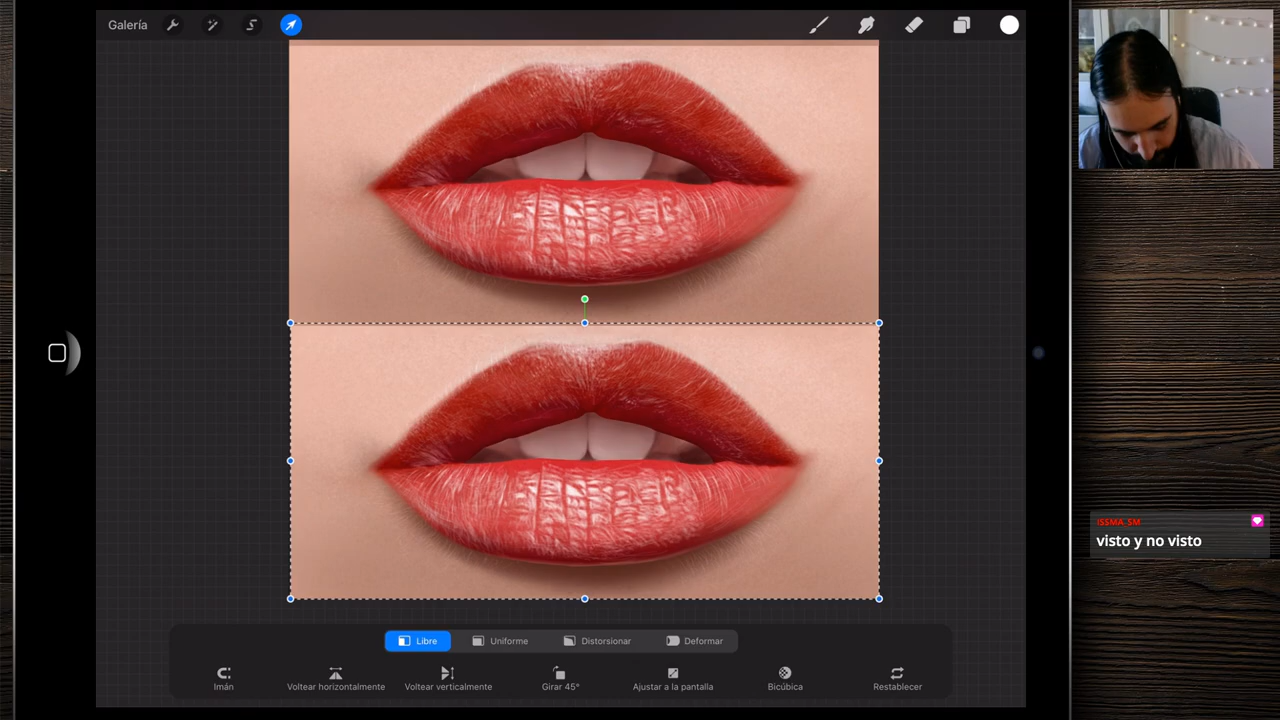 Galería
ISSMA_SM
visto y no visto
Libre
Uniforme
Distorsionar
Deformar
Imán
Voltear horizontalmente
Voltear verticalmente
Girar 45°
Ajustar a la pantalla
Bicúbica
Restablecer